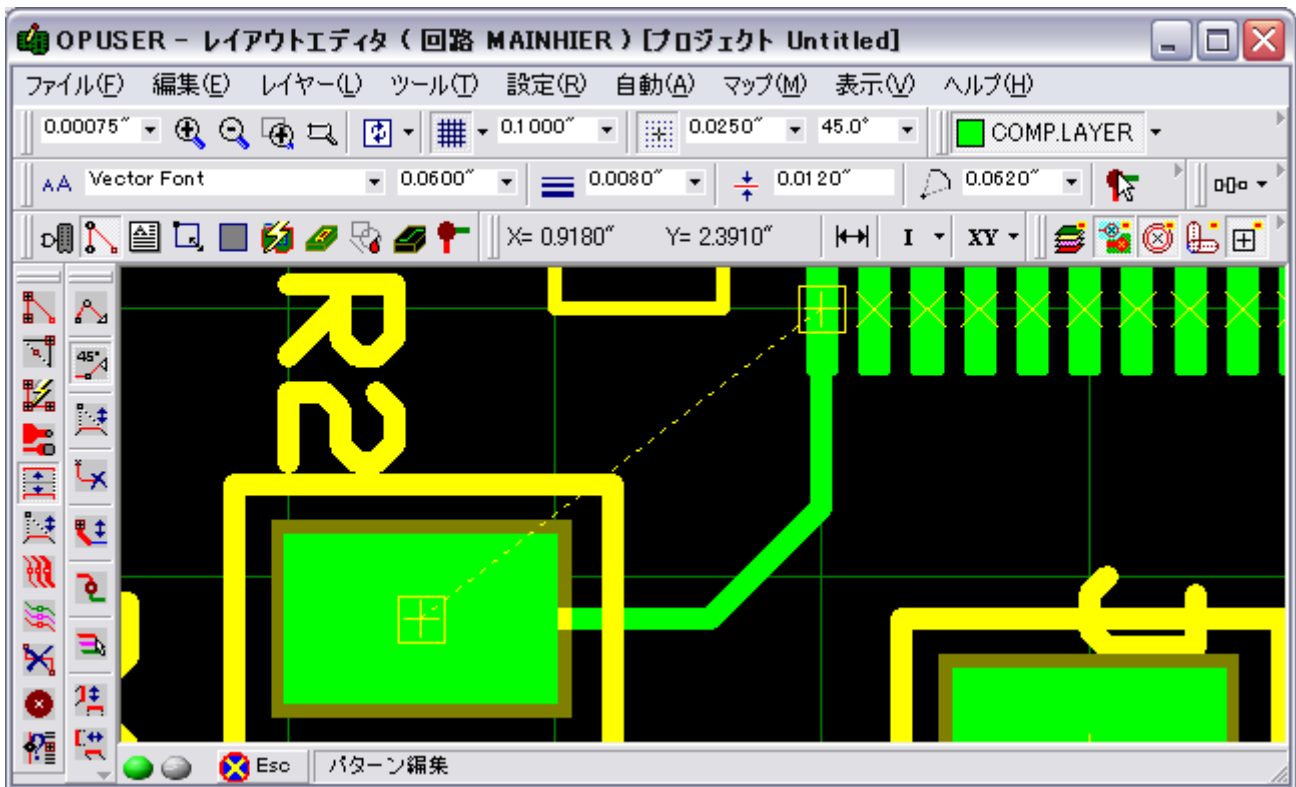 OPUSER - レイアウトエディタ ( 回路 MAINHIER ) [プロジェクト Untitled]
ファイル(F) 編集(E) レイヤー(L) ツール(T) 設定(R) 自動(A) マップ(M) 表示(V) ヘルプ(H)
0.00075" 0.1000" 0.0250" 45.0° COMP.LAYER
AA Vector Font 0.0600" 0.0080" 0.0120" 0.0620"
X= 0.9180" Y= 2.3910" I XY
45°
R2
Esc パターン編集